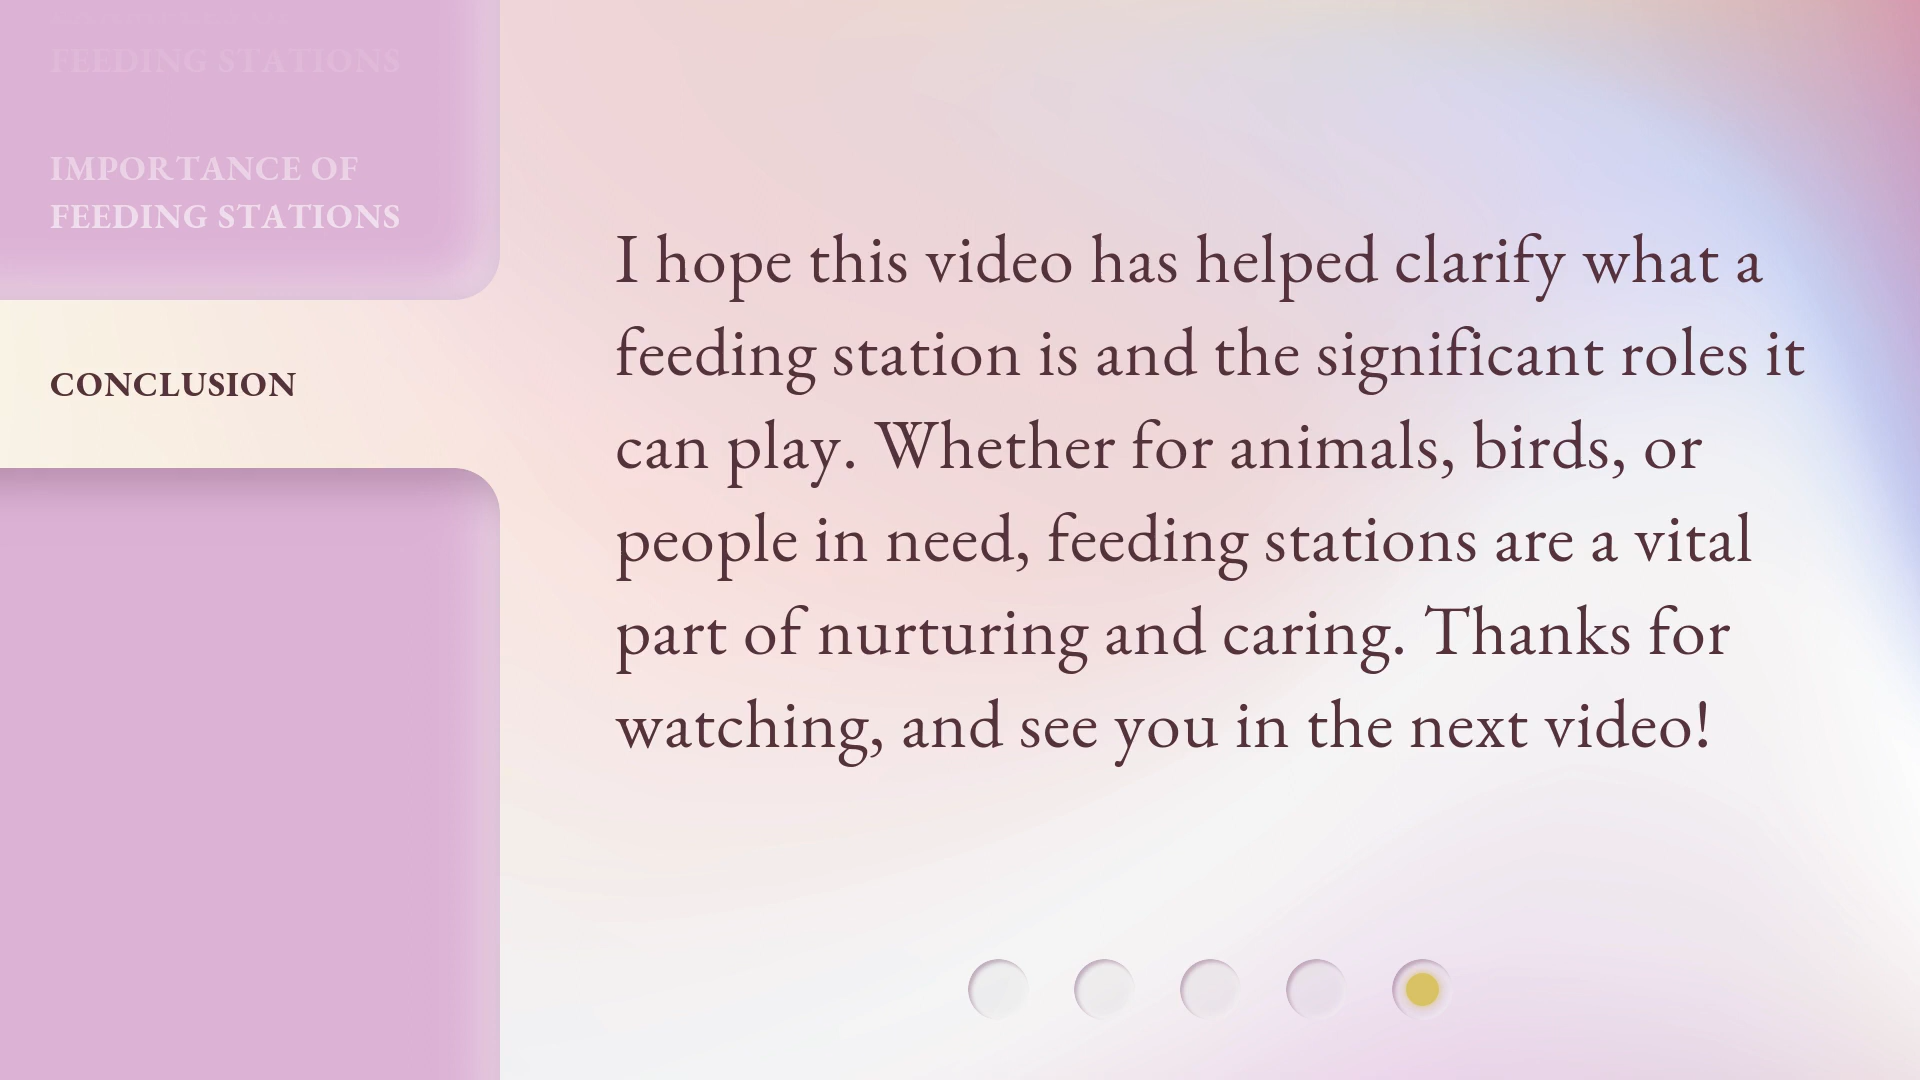 FEEDING STATIONS
IMPORTANCE OF
FEEDING STATIONS
CONCLUSION
I hope this video has helped clarify what a
feeding station is and the significant roles it
can play. Whether for animals, birds, or
people in need, feeding stations are a vital
part of nurturing and caring. Thanks for
watching, and see you in the next video!